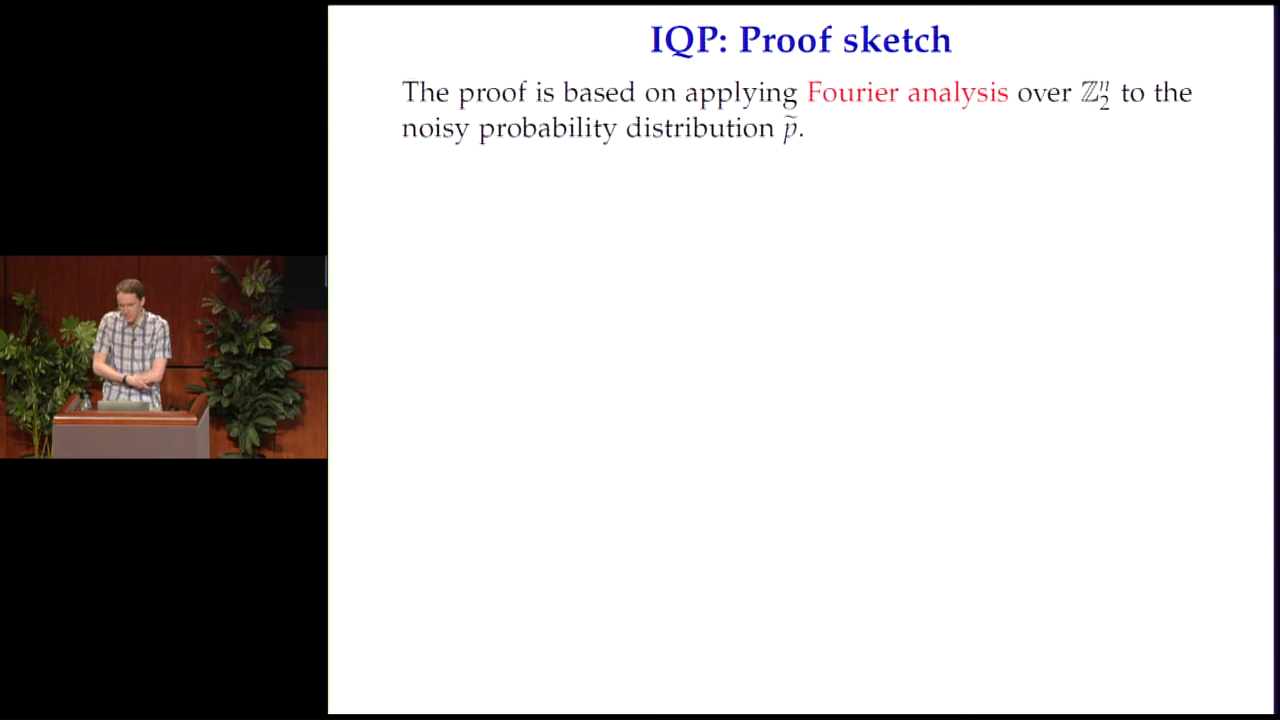 IQP: Proof sketch
The proof is based on applying Fourier analysis over ℤ₂ⁿ to the
noisy probability distribution p̃.